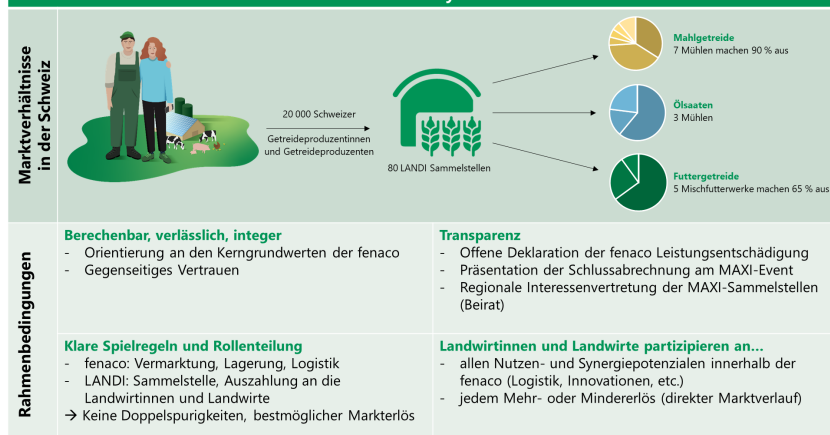 Marktverhältnisse
in der Schweiz
20 000 Schweizer
Getreideproduzentinnen
und Getreideproduzenten
80 LANDI Sammelstellen
Mahlgetreide
7 Mühlen machen 90 % aus
Ölsaaten
3 Mühlen
Futtergetreide
5 Mischfutterwerke machen 65 % aus
Rahmenbedingungen
Berechenbar, verlässlich, integer
- Orientierung an den Kerngrundwerten der fenaco
- Gegenseitiges Vertrauen
Transparenz
- Offene Deklaration der fenaco Leistungsentschädigung
- Präsentation der Schlussabrechnung am MAXI-Event
- Regionale Interessenvertretung der MAXI-Sammelstellen
(Beirat)
Klare Spielregeln und Rollenteilung
- fenaco: Vermarktung, Lagerung, Logistik
- LANDI: Sammelstelle, Auszahlung an die
Landwirtinnen und Landwirte
→ Keine Doppelspurigkeiten, bestmöglicher Markterlös
Landwirtinnen und Landwirte partizipieren an...
- allen Nutzen- und Synergiepotenzialen innerhalb der
fenaco (Logistik, Innovationen, etc.)
- jedem Mehr- oder Mindererlös (direkter Marktverlauf)